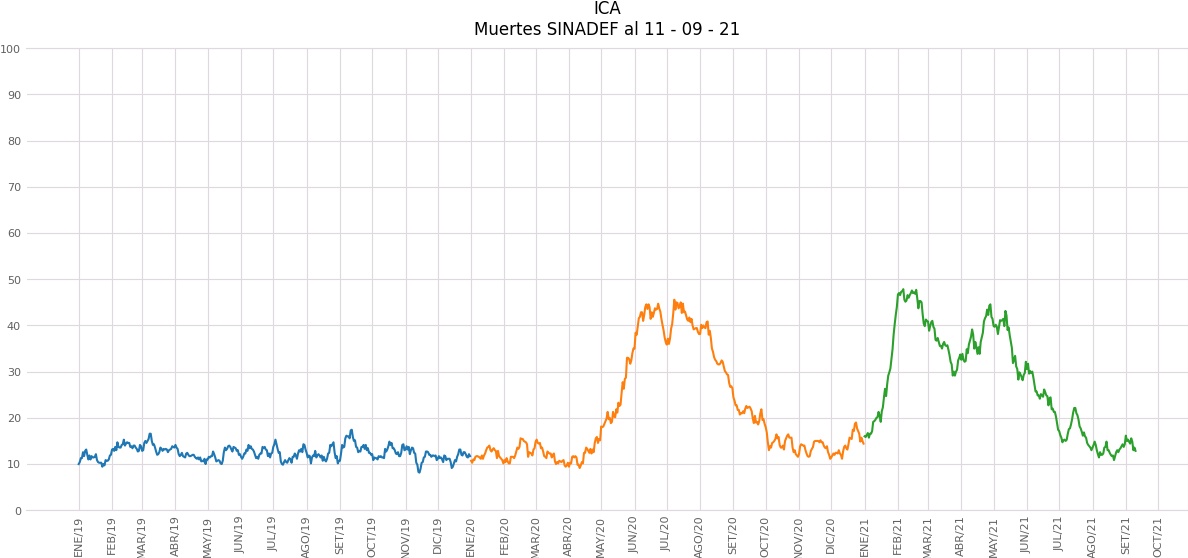 ICA
Muertes SINADEF al 11 - 09 - 21
100
90
80
70
60
50
40
30
20
10
0
ENE/19
FEB/19
MAR/19
ABR/19
MAY/19
JUN/19
JUL/19
AGO/19
SET/19
OCT/19
NOV/19
DIC/19
ENE/20
FEB/20
MAR/20
ABR/20
MAY/20
JUN/20
JUL/20
AGO/20
SET/20
OCT/20
NOV/20
DIC/20
ENE/21
FEB/21
MAR/21
ABR/21
MAY/21
JUN/21
JUL/21
AGO/21
SET/21
OCT/21